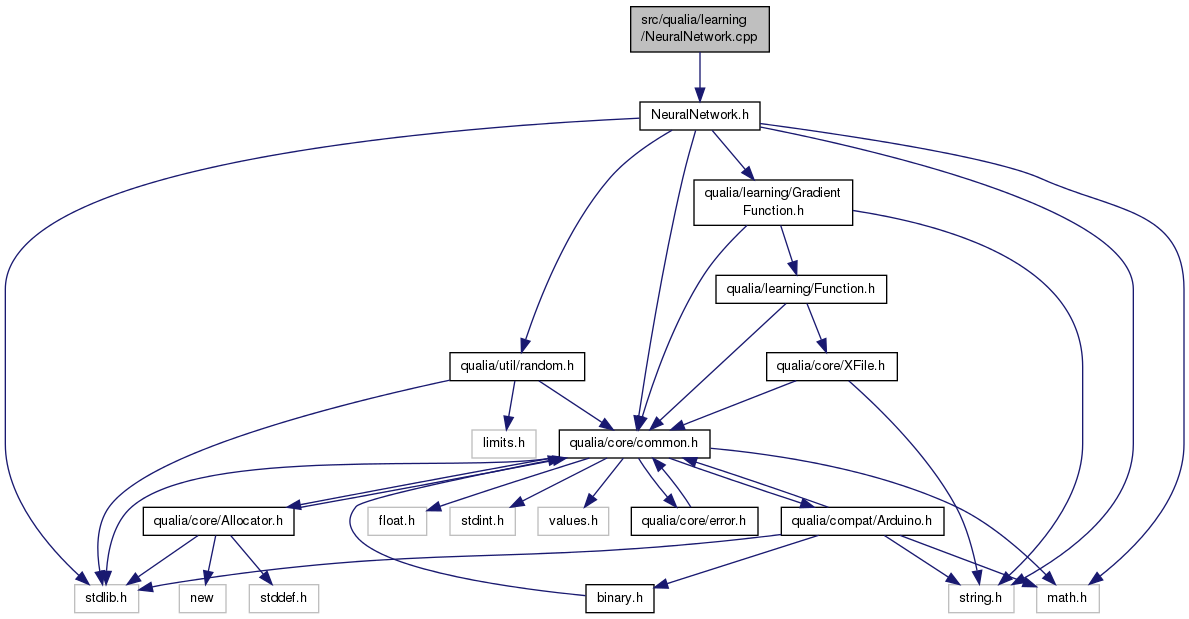 src/qualia/learning
/NeuralNetwork.cpp
NeuralNetwork.h
qualia/learning/Gradient
Function.h
qualia/learning/Function.h
qualia/util/random.h
qualia/core/XFile.h
limits.h
qualia/core/common.h
qualia/core/Allocator.h
float.h
stdint.h
values.h
qualia/core/error.h
qualia/compat/Arduino.h
stdlib.h
new
stddef.h
binary.h
string.h
math.h